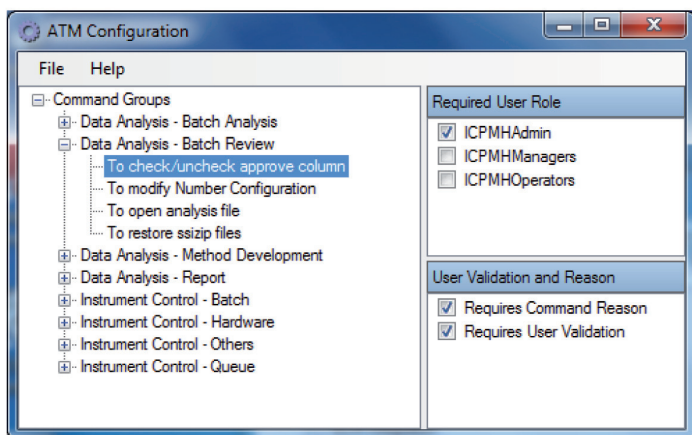 ATM Configuration
File Help
Command Groups
Data Analysis - Batch Analysis
Data Analysis - Batch Review
To check/uncheck approve column
To modify Number Configuration
To open analysis file
To restore ssizip files
Data Analysis - Method Development
Data Analysis - Report
Instrument Control - Batch
Instrument Control - Hardware
Instrument Control - Others
Instrument Control - Queue
Required User Role
ICPMHAdmin
ICPMHManagers
ICPMHOperators
User Validation and Reason
Requires Command Reason
Requires User Validation